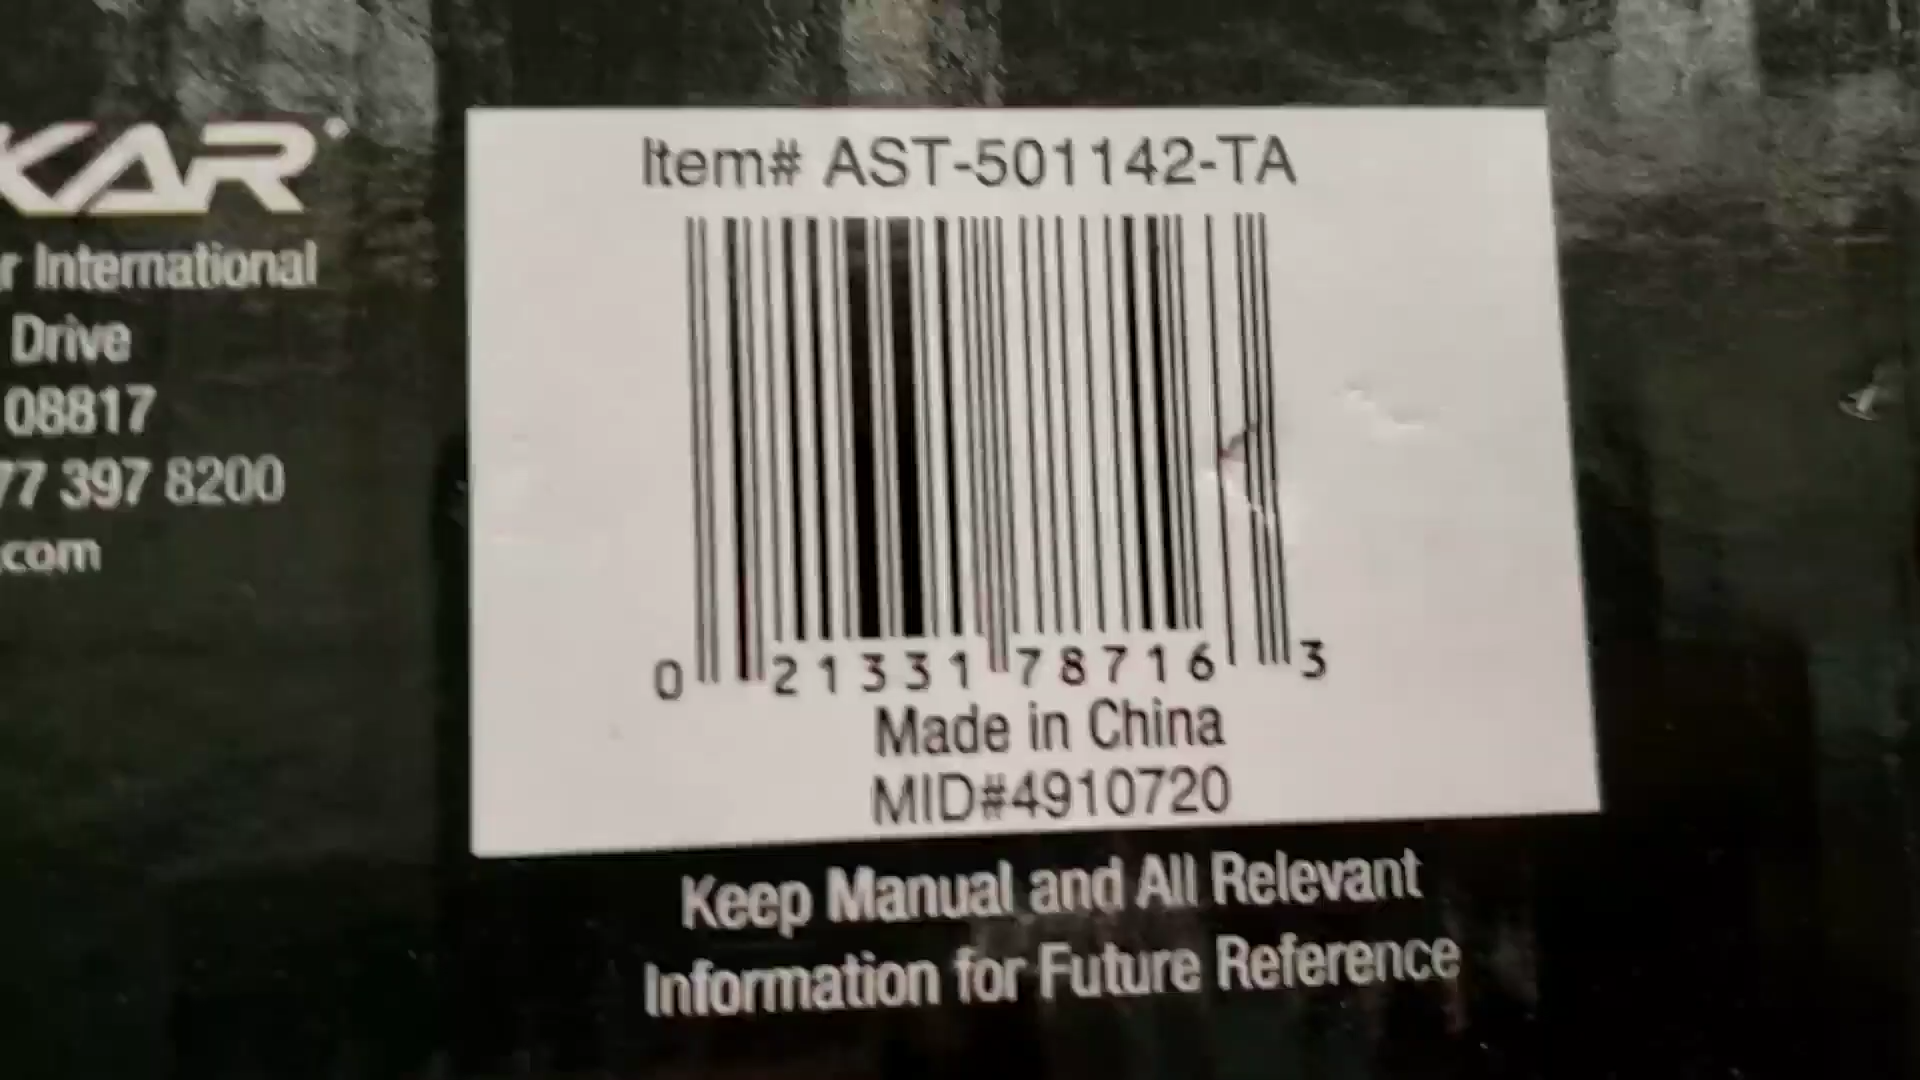 KAR
r International
Drive
08817
77 397 8200
.com
Item# AST-501142-TA
0 21331 78716 3
Made in China
MID#4910720
Keep Manual and All Relevant
Information for Future Reference